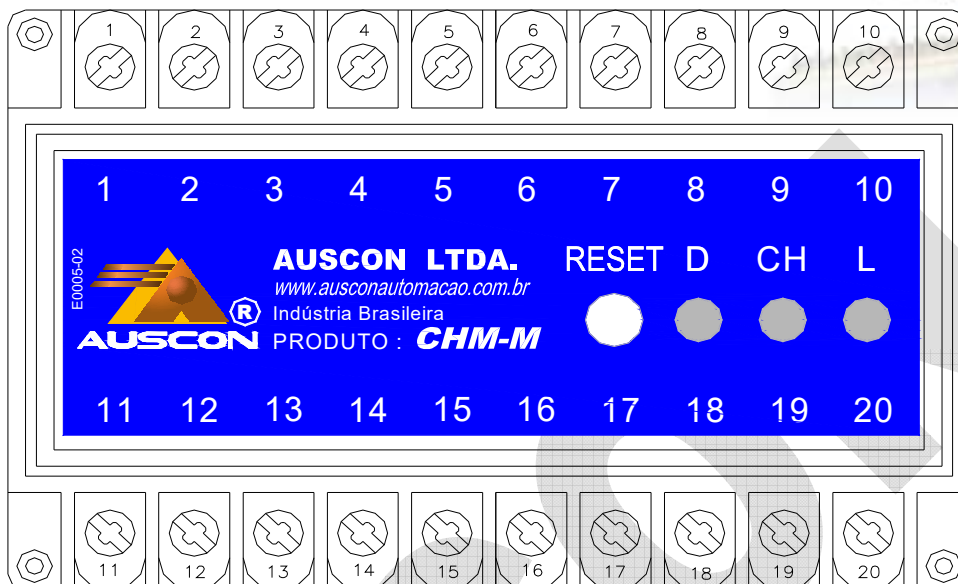 1 2 3 4 5 6 7 8 9 10
1 2 3 4 5 6 7 8 9 10
E0005-02
AUSCON ®
AUSCON LTDA.
www.ausconautomacao.com.br
Indústria Brasileira
PRODUTO : CHM-M
RESET D CH L
11 12 13 14 15 16 17 18 19 20
11 12 13 14 15 16 17 18 19 20